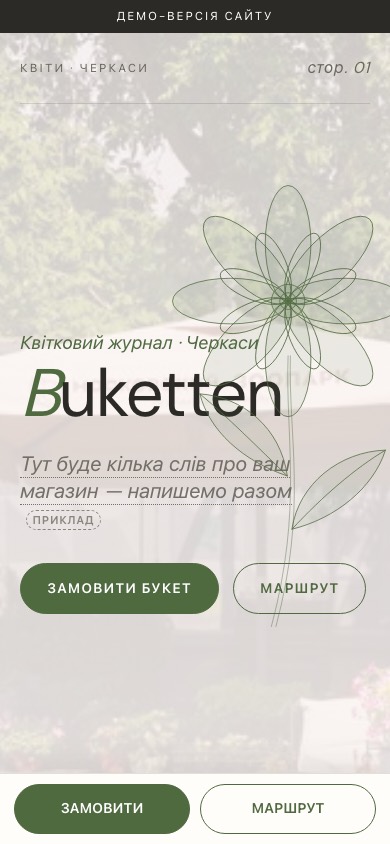 ДЕМО-ВЕРСІЯ САЙТУ
КВІТИ · ЧЕРКАСИ
стор. 01
Квітковий журнал · Черкаси
Buketten
Тут буде кілька слів про ваш
магазин — напишемо разом
ПРИКЛАД
ЗАМОВИТИ БУКЕТ
МАРШРУТ
ЗАМОВИТИ
МАРШРУТ